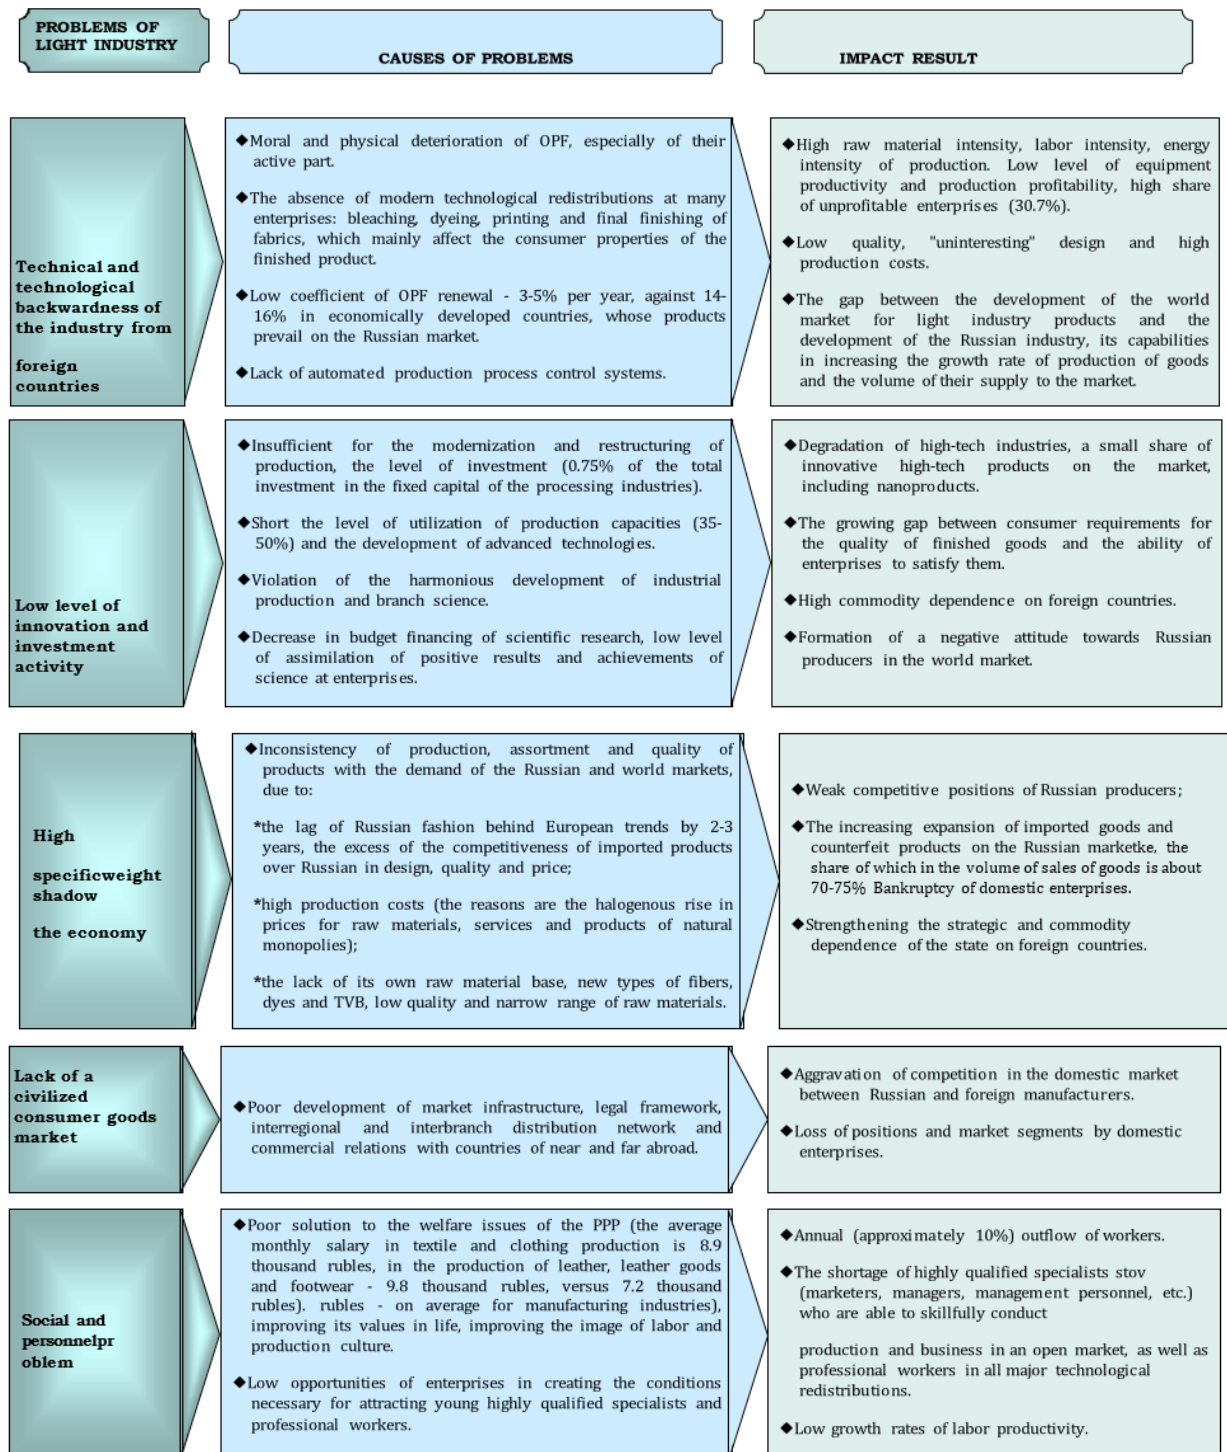 PROBLEMS OF
LIGHT INDUSTRY
CAUSES OF PROBLEMS
IMPACT RESULT
Technical and
technological
backwardness of
the industry from
foreign
countries
◆Moral and physical deterioration of OPF, especially of their
active part.
◆The absence of modern technological redistributions at many
enterprises: bleaching, dyeing, printing and final finishing of
fabrics, which mainly affect the consumer properties of the
finished product.
◆Low coefficient of OPF renewal - 3-5% per year, against 14-
16% in economically developed countries, whose products
prevail on the Russian market.
◆Lack of automated production process control systems.
◆High raw material intensity, labor intensity, energy
intensity of production. Low level of equipment
productivity and production profitability, high share
of unprofitable enterprises (30.7%).
◆Low quality, "uninteresting" design and high
production costs.
◆The gap between the development of the world
market for light industry products and the
development of the Russian industry, its capabilities
in increasing the growth rate of production of goods
and the volume of their supply to the market.
Low level of
innovation and
investment
activity
◆Insufficient for the modernization and restructuring of
production, the level of investment (0.75% of the total
investment in the fixed capital of the processing industries).
◆Short the level of utilization of production capacities (35-
50%) and the development of advanced technologies.
◆Violation of the harmonious development of industrial
production and branch science.
◆Decrease in budget financing of scientific research, low level
of assimilation of positive results and achievements of
science at enterprises.
◆Degradation of high-tech industries, a small share of
innovative high-tech products on the market,
including nanoproducts.
◆The growing gap between consumer requirements for
the quality of finished goods and the ability of
enterprises to satisfy them.
◆High commodity dependence on foreign countries.
◆Formation of a negative attitude towards Russian
producers in the world market.
High
specificweight
shadow
the economy
◆Inconsistency of production, assortment and quality of
products with the demand of the Russian and world markets,
due to:
*the lag of Russian fashion behind European trends by 2-3
years, the excess of the competitiveness of imported products
over Russian in design, quality and price;
*high production costs (the reasons are the halogenous rise in
prices for raw materials, services and products of natural
monopolies);
*the lack of its own raw material base, new types of fibers,
dyes and TVB, low quality and narrow range of raw materials.
◆Weak competitive positions of Russian producers;
◆The increasing expansion of imported goods and
counterfeit products on the Russian marketke, the
share of which in the volume of sales of goods is about
70-75% Bankruptcy of domestic enterprises.
◆Strengthening the strategic and commodity
dependence of the state on foreign countries.
Lack of a
civilized
consumer goods
market
◆Poor development of market infrastructure, legal framework,
interregional and interbranch distribution network and
commercial relations with countries of near and far abroad.
◆Aggravation of competition in the domestic market
between Russian and foreign manufacturers.
◆Loss of positions and market segments by domestic
enterprises.
Social and
personnelpr
oblem
◆Poor solution to the welfare issues of the PPP (the average
monthly salary in textile and clothing production is 8.9
thousand rubles, in the production of leather, leather goods
and footwear - 9.8 thousand rubles, versus 7.2 thousand
rubles). rubles - on average for manufacturing industries),
improving its values in life, improving the image of labor and
production culture.
◆Low opportunities of enterprises in creating the conditions
necessary for attracting young highly qualified specialists and
professional workers.
◆Annual (approximately 10%) outflow of workers.
◆The shortage of highly qualified specialists stov
(marketers, managers, management personnel, etc.)
who are able to skillfully conduct
production and business in an open market, as well as
professional workers in all major technological
redistributions.
◆Low growth rates of labor productivity.